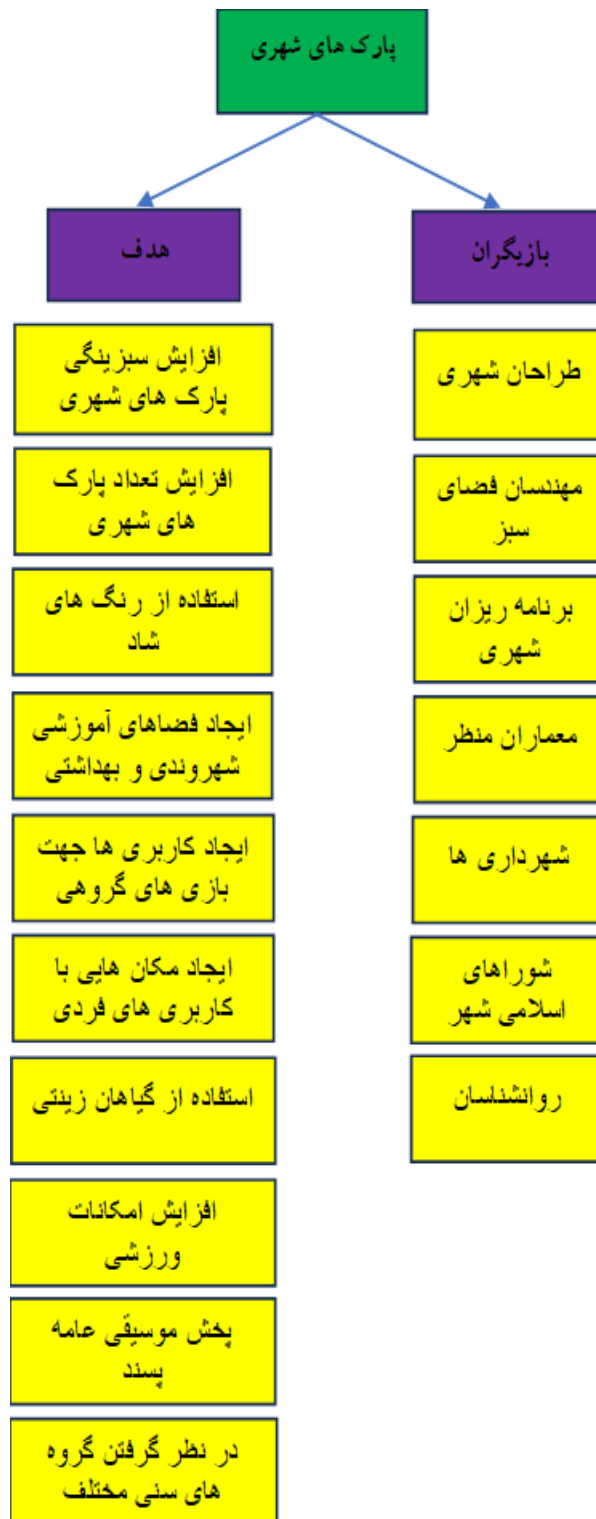 پارک های شهری
بازیگران
طراحان شهری
مهندسان فضای
سبز
برنامه ریزان
شهری
معماران منظر
شهرداری ها
شوراهای
اسلامی شهر
روانشناسان
هدف
افزایش سبزینگی
پارک های شهری
افزایش تعداد پارک
های شهری
استفاده از رنگ های
شاد
ایجاد فضاهای آموزشی
شهروندی و بهداشتی
ایجاد کاربری ها جهت
بازی های گروهی
ایجاد مکان هایی با
کاربری های فردی
استفاده از گیاهان زینتی
افزایش امکانات
ورزشی
پخش موسیقی عامه
پسند
در نظر گرفتن گروه
های سنی مختلف